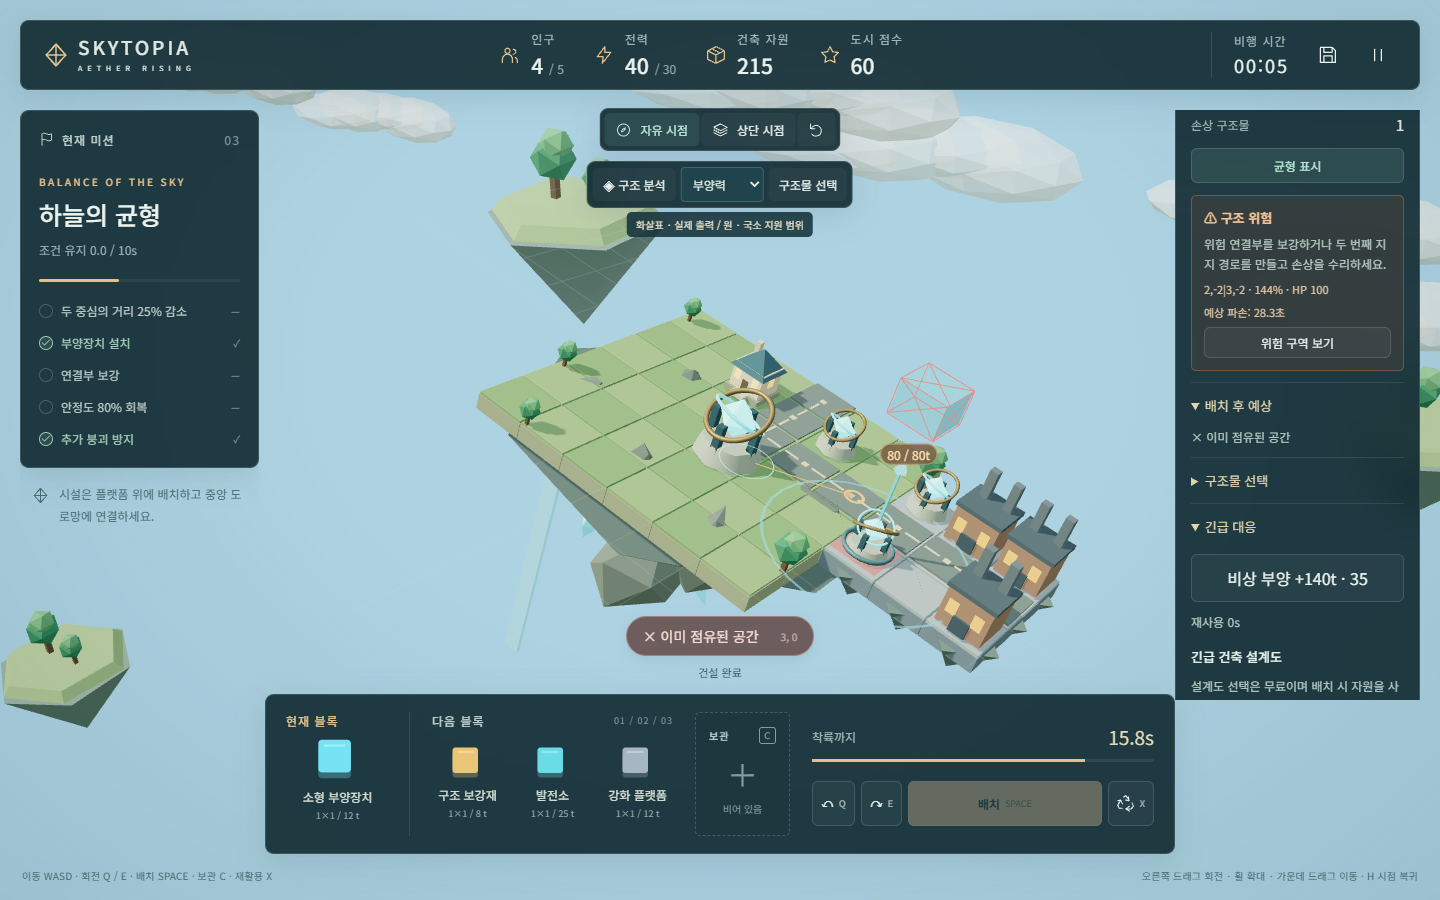 SKYTOPIA
AETHER RISING
인구
4 / 5
전력
40 / 30
건축 자원
215
도시 점수
60
비행 시간
00:05
현재 미션 03
BALANCE OF THE SKY
하늘의 균형
조건 유지 0.0 / 10s
두 중심의 거리 25% 감소 –
부양장치 설치 ✓
연결부 보강 –
안정도 80% 회복 –
추가 붕괴 방지 ✓
시설은 플랫폼 위에 배치하고 중앙 도
로망에 연결하세요.
자유 시점 상단 시점
◈ 구조 분석 부양력 구조물 선택
화살표 · 실제 출력 / 원 · 국소 지원 범위
80 / 80t
손상 구조물 1
균형 표시
⚠ 구조 위험
위험 연결부를 보강하거나 두 번째 지
지 경로를 만들고 손상을 수리하세요.
2,-2|3,-2 · 144% · HP 100
예상 파손: 28.3초
위험 구역 보기
▼ 배치 후 예상
× 이미 점유된 공간
▶ 구조물 선택
▼ 긴급 대응
비상 부양 +140t · 35
재사용 0s
긴급 건축 설계도
설계도 선택은 무료이며 배치 시 자원을 사
× 이미 점유된 공간 3, 0
건설 완료
현재 블록
소형 부양장치
1×1 / 12 t
다음 블록 01 / 02 / 03
구조 보강재
1×1 / 8 t
발전소
1×1 / 25 t
강화 플랫폼
1×1 / 12 t
보관 C
비어 있음
착륙까지 15.8s
Q E 배치 SPACE X
이동 WASD · 회전 Q / E · 배치 SPACE · 보관 C · 재활용 X
오른쪽 드래그 회전 · 휠 확대 · 가운데 드래그 이동 · H 시점 복귀